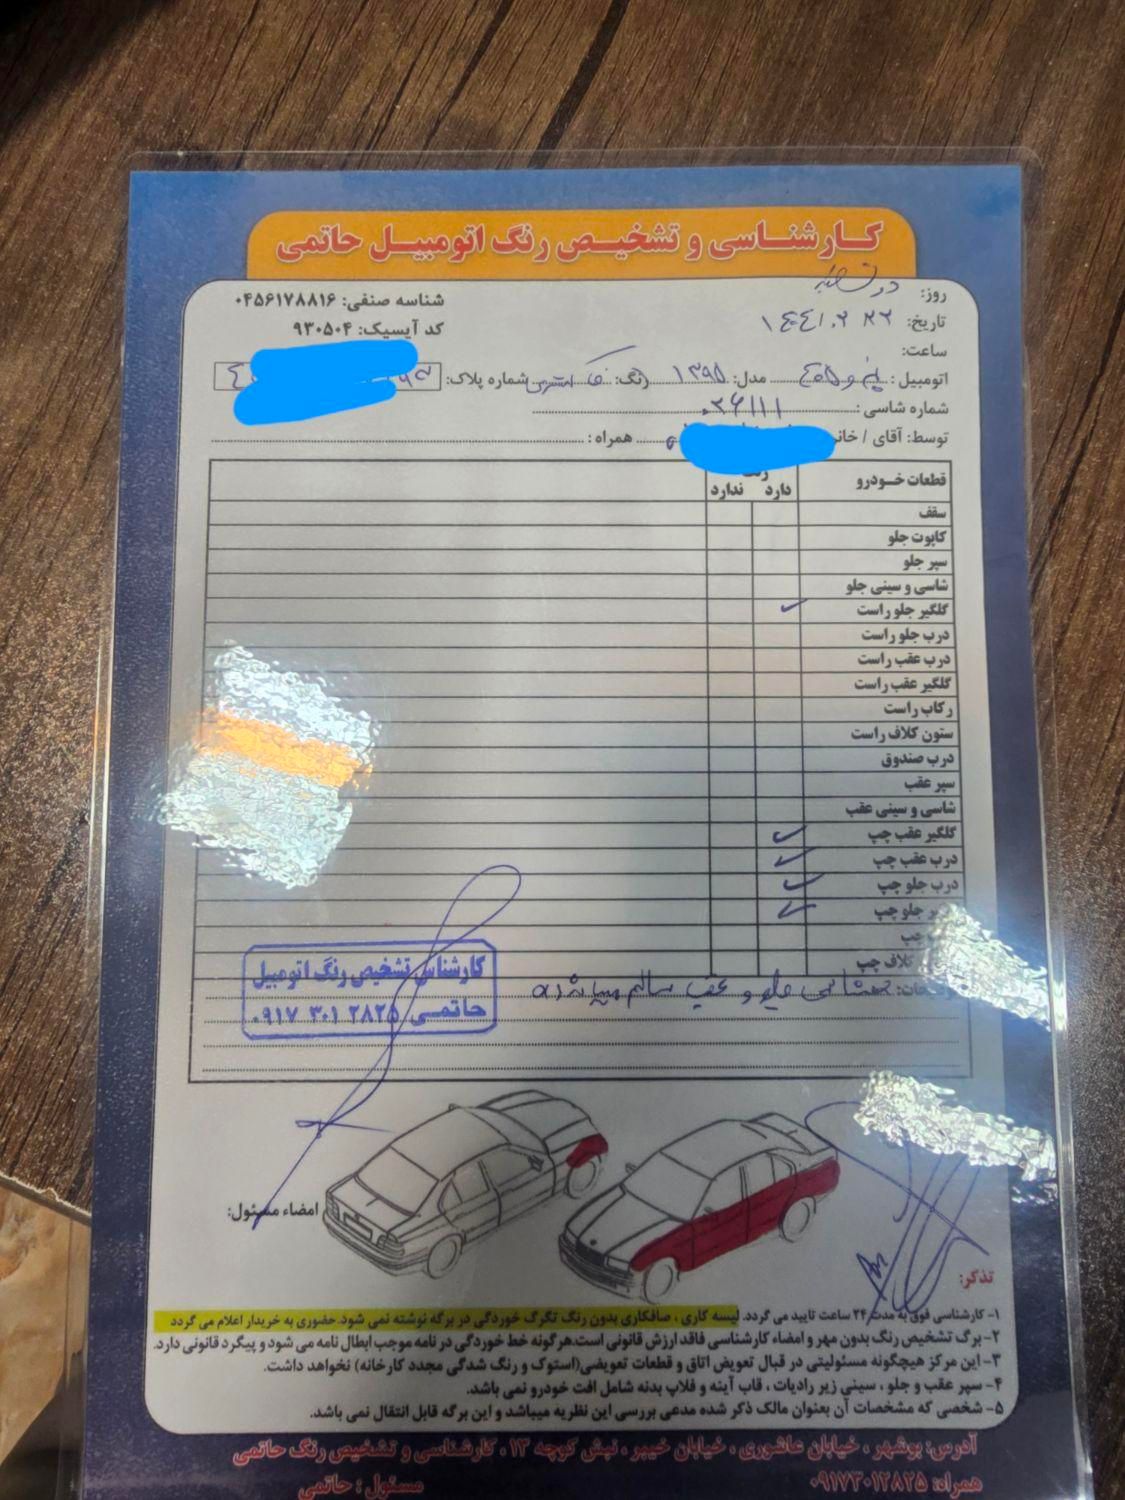 کارشناسی و تشخیص رنگ اتومبیل حاتمی
روز: دوشنبه
شناسه صنفی: ۰۴۵۶۱۷۸۸۱۶
تاریخ:
کد آیسیک: ۹۳۰۵۰۴
ساعت:
اتومبیل: پژو ۴۰۵ مدل: ۱۳۹۵ رنگ: خاکستری شماره پلاک:
شماره شاسی: ۰۳۶۱۱۱
توسط: آقای / خانم همراه:
قطعات خودرو
دارد ندارد
سقف
کاپوت جلو
سپر جلو
شاسی و سینی جلو
گلگیر جلو راست ✓
درب جلو راست
درب عقب راست
گلگیر عقب راست
رکاب راست
ستون کلاف راست
درب صندوق
سپر عقب
شاسی و سینی عقب
گلگیر عقب چپ ✓
درب عقب چپ ✓
درب جلو چپ ✓
جلو چپ ✓
چپ
کلاف چپ
جلو و عقب سالم میباشد
کارشناس تشخیص رنگ اتومبیل
حاتمی ۰۹۱۷ ۳۰۱ ۲۸۲۵
امضاء مسئول:
تذکر:
۱- کارشناسی فوق به مدت ۲۴ ساعت تایید می گردد. لیسه کاری ، صافکاری بدون رنگ تگرگ خوردگی در برگه نوشته نمی شود. حضوری به خریدار اعلام می گردد
۲- برگ تشخیص رنگ بدون مهر و امضاء کارشناسی فاقد ارزش قانونی است. هرگونه خط خوردگی در نامه موجب ابطال نامه می شود و پیگرد قانونی دارد.
۳- این مرکز هیچگونه مسئولیتی در قبال تعویض اتاق و قطعات تعویضی (استوک و رنگ شدگی مجدد کارخانه) نخواهد داشت.
۴- سپر عقب و جلو ، سینی زیر رادیات ، قاب آینه و فلاپ بدنه شامل افت خودرو نمی باشد.
۵- شخصی که مشخصات آن بعنوان مالک ذکر شده مدعی بررسی این نظریه میباشد و این برگه قابل انتقال نمی باشد.
آدرس: بوشهر ، خیابان عاشوری ، خیابان خیبر ، نبش کوچه ۱۳ ، کارشناسی و تشخیص رنگ حاتمی
همراه: ۰۹۱۷۳۰۱۲۸۲۵ مسئول : حاتمی